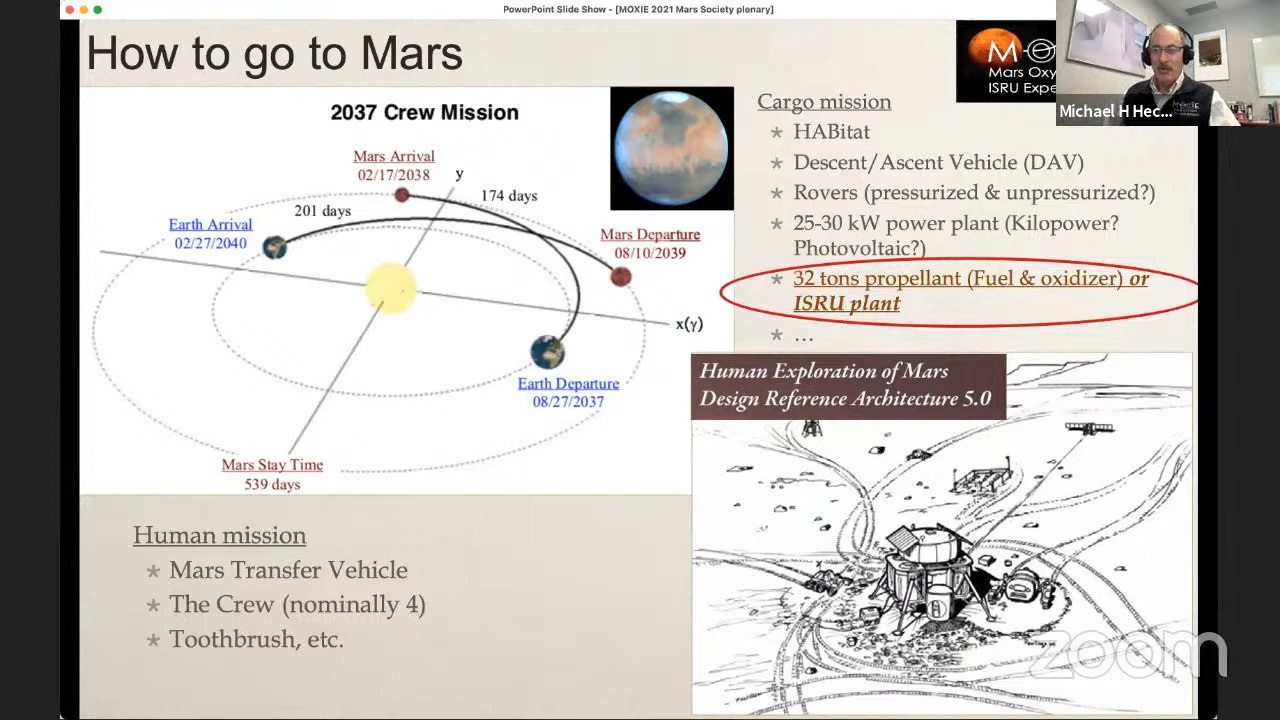 PowerPoint Slide Show - [MOXIE 2021 Mars Society plenary]
How to go to Mars
M
Mars Oxy
ISRU Expe
Michael H Hec...
2037 Crew Mission
Mars Arrival
02/17/2038
y
174 days
201 days
Earth Arrival
02/27/2040
Mars Departure
08/10/2039
x(γ)
Earth Departure
08/27/2037
Mars Stay Time
539 days
Cargo mission
* HABitat
* Descent/Ascent Vehicle (DAV)
* Rovers (pressurized & unpressurized?)
* 25-30 kW power plant (Kilopower?
Photovoltaic?)
* 32 tons propellant (Fuel & oxidizer) or
ISRU plant
* ...
Human Exploration of Mars
Design Reference Architecture 5.0
Human mission
* Mars Transfer Vehicle
* The Crew (nominally 4)
* Toothbrush, etc.
zoom